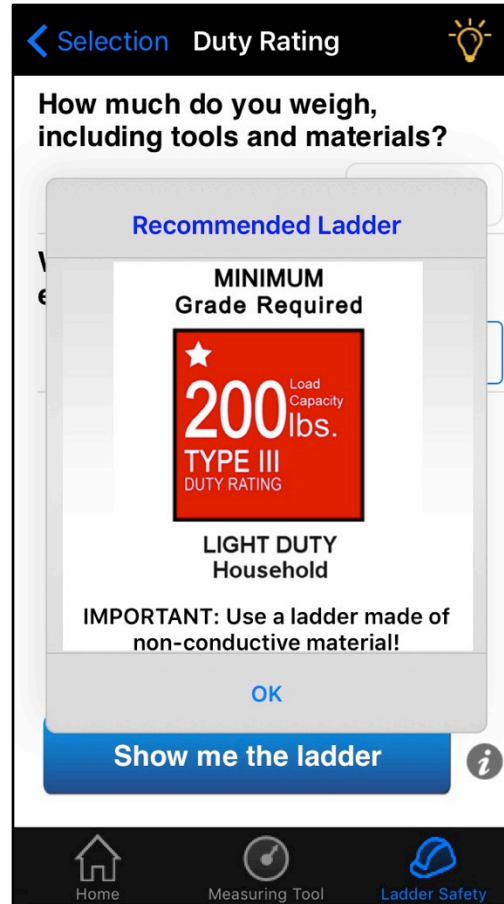 Selection Duty Rating
How much do you weigh,
including tools and materials?
Recommended Ladder
MINIMUM
Grade Required
200 lbs.
Load
Capacity
TYPE III
DUTY RATING
LIGHT DUTY
Household
IMPORTANT: Use a ladder made of
non-conductive material!
OK
Show me the ladder
i
Home Measuring Tool Ladder Safety